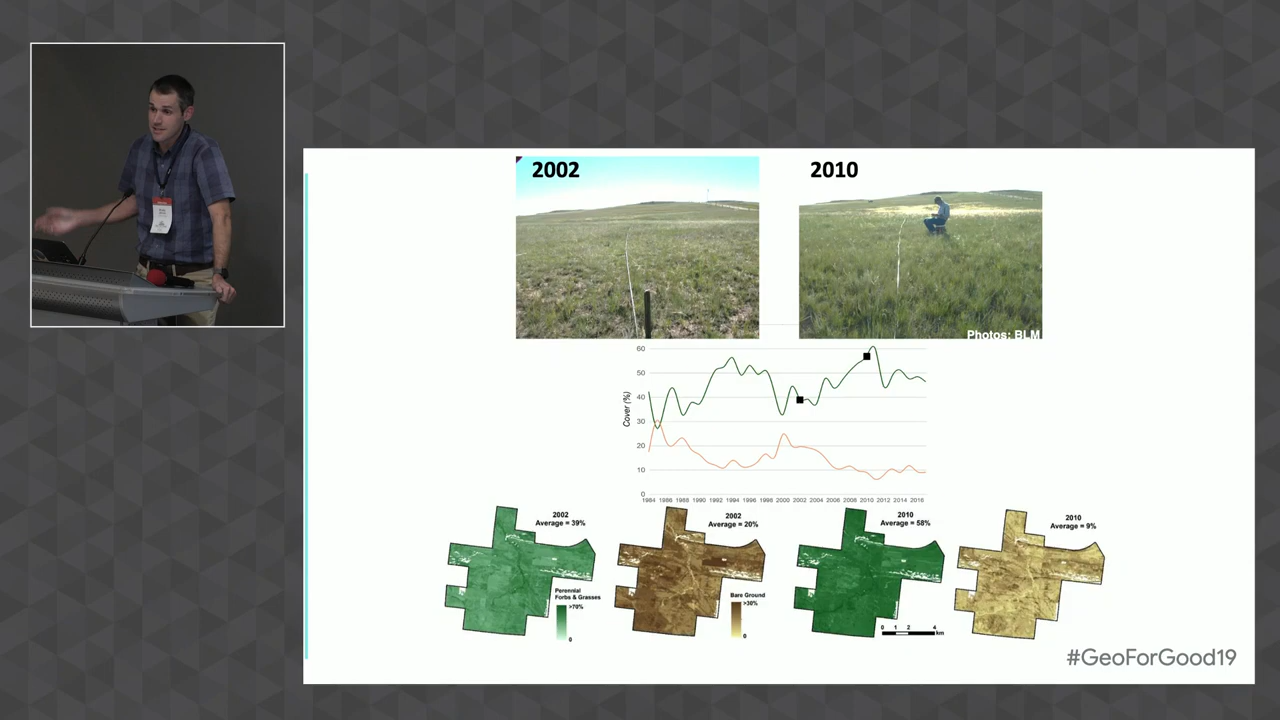 2002
2010
Photos: BLM
60
50
40
30
20
10
0
Cover (%)
1984 1986 1988 1990 1992 1994 1996 1998 2000 2002 2004 2006 2008 2010 2012 2014 2016
2002
Average = 39%
Perennial
Forbs & Grasses
>70%
0
2002
Average = 20%
Bare Ground
>30%
0
2010
Average = 58%
0 1 2 4
km
2010
Average = 9%
#GeoForGood19